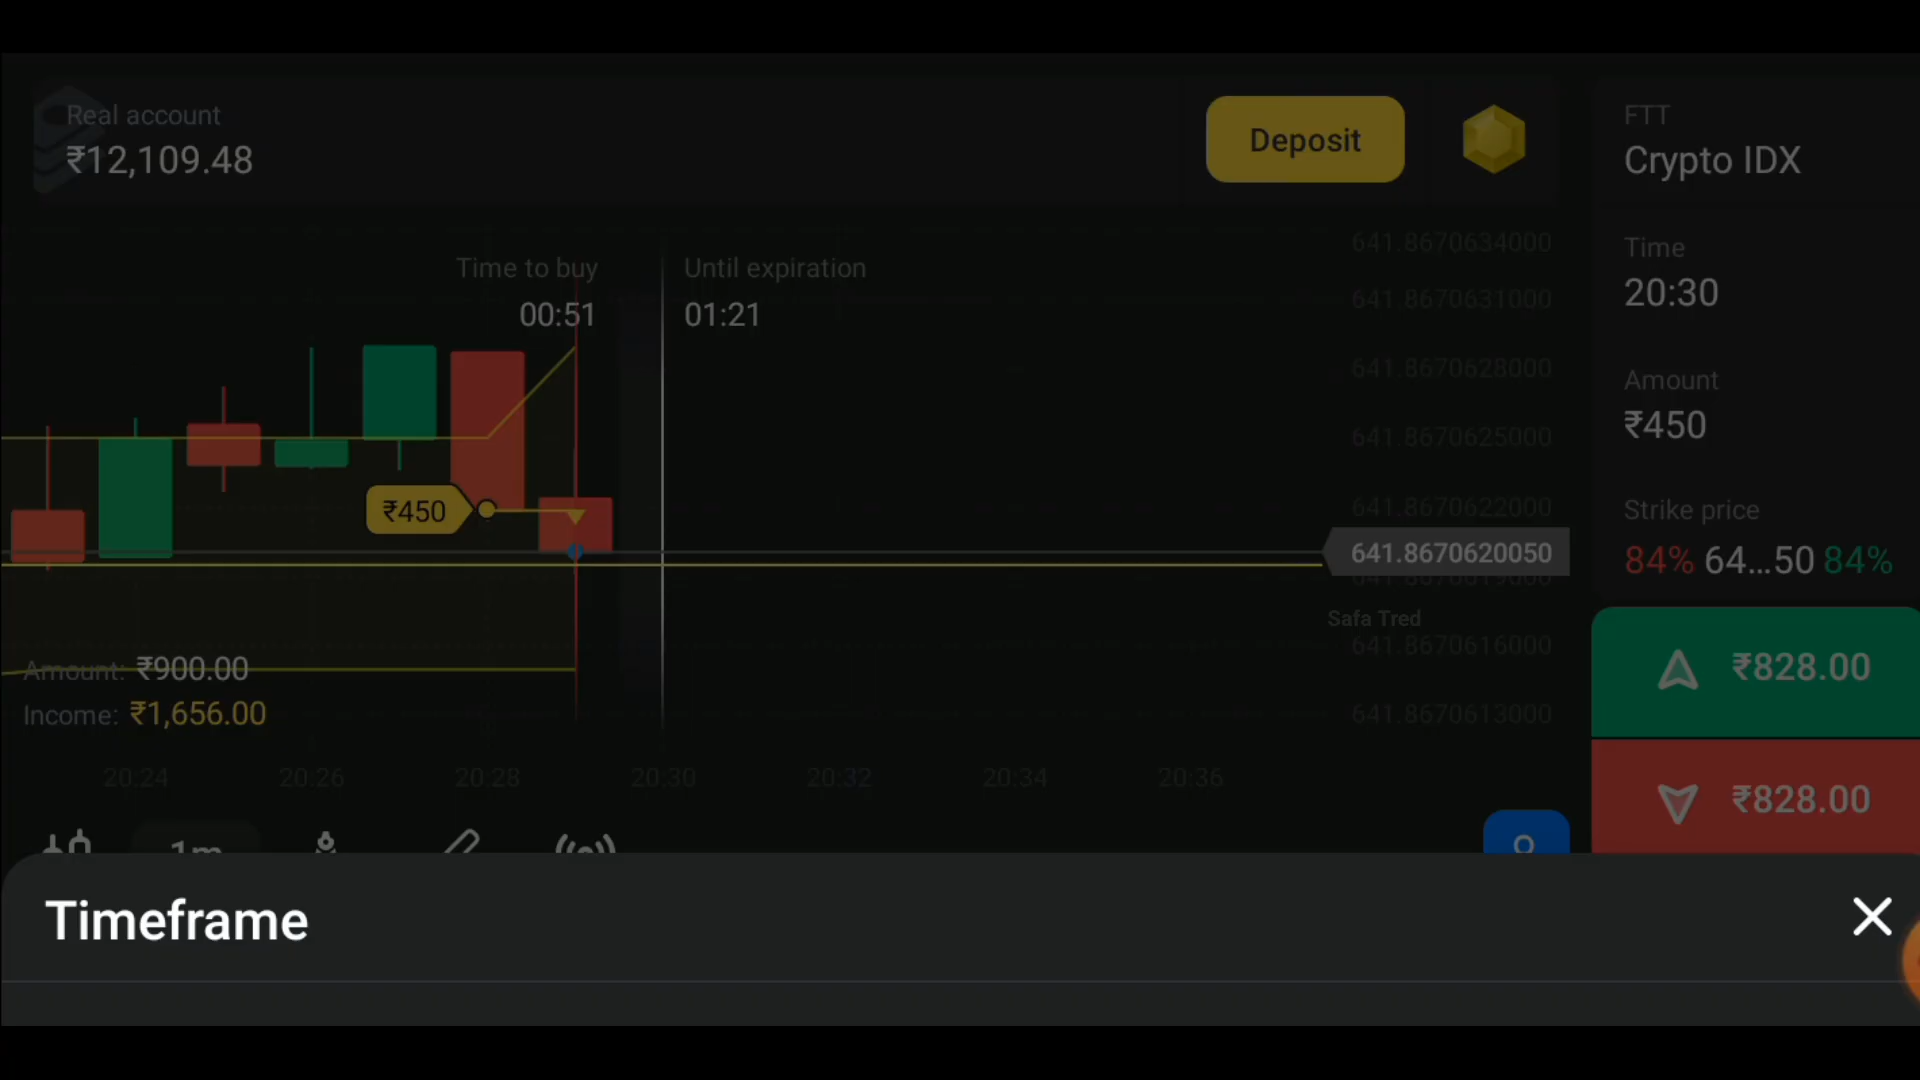 Real account
₹12,109.48
Deposit
FTT
Crypto IDX
Time to buy
00:51
Until expiration
01:21
641.8670634000
641.8670631000
641.8670628000
641.8670625000
641.8670622000
641.8670620050
641.8670619000
641.8670616000
641.8670613000
Safa Tred
Time
20:30
Amount
₹450
Strike price
84% 64...50 84%
₹828.00
₹828.00
₹450
Amount: ₹900.00
Income: ₹1,656.00
20:24 20:26 20:28 20:30 20:32 20:34 20:36
1m
Timeframe